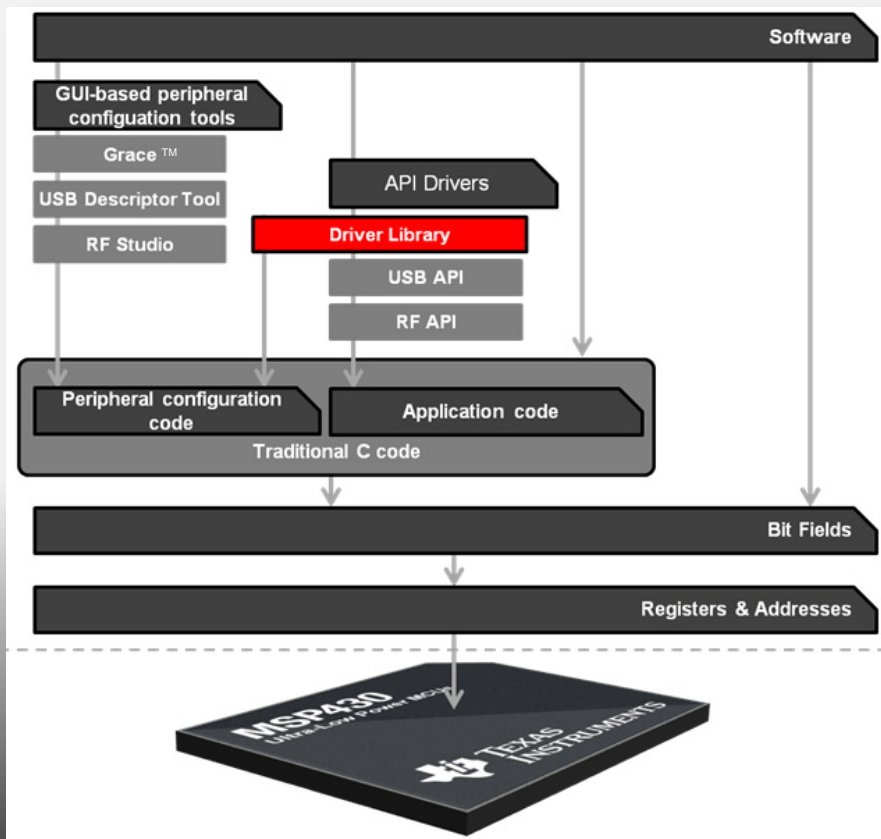 Software
GUI-based peripheral
configuation tools
Grace ™
USB Descriptor Tool
RF Studio
API Drivers
Driver Library
USB API
RF API
Peripheral configuration
code
Application code
Traditional C code
Bit Fields
Registers & Addresses
MSP430
Ultra-Low Power MCUs
TEXAS
INSTRUMENTS